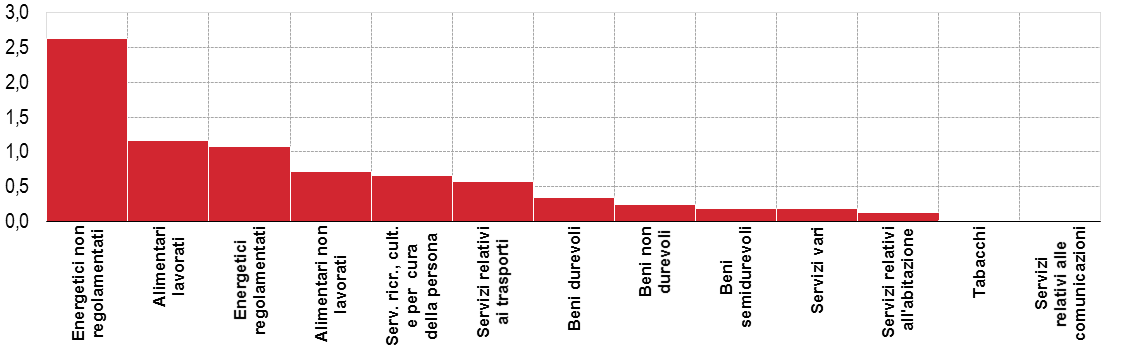 3,0
2,5
2,0
1,5
1,0
0,5
0,0
Energetici non
regolamentati
Alimentari
lavorati
Energetici
regolamentati
Alimentari non
lavorati
Serv. ricr., cult.
e per cura
della persona
Servizi relativi
ai trasporti
Beni durevoli
Beni non
durevoli
Beni
semidurevoli
Servizi vari
Servizi relativi
all'abitazione
Tabacchi
Servizi
relativi alle
comunicazioni